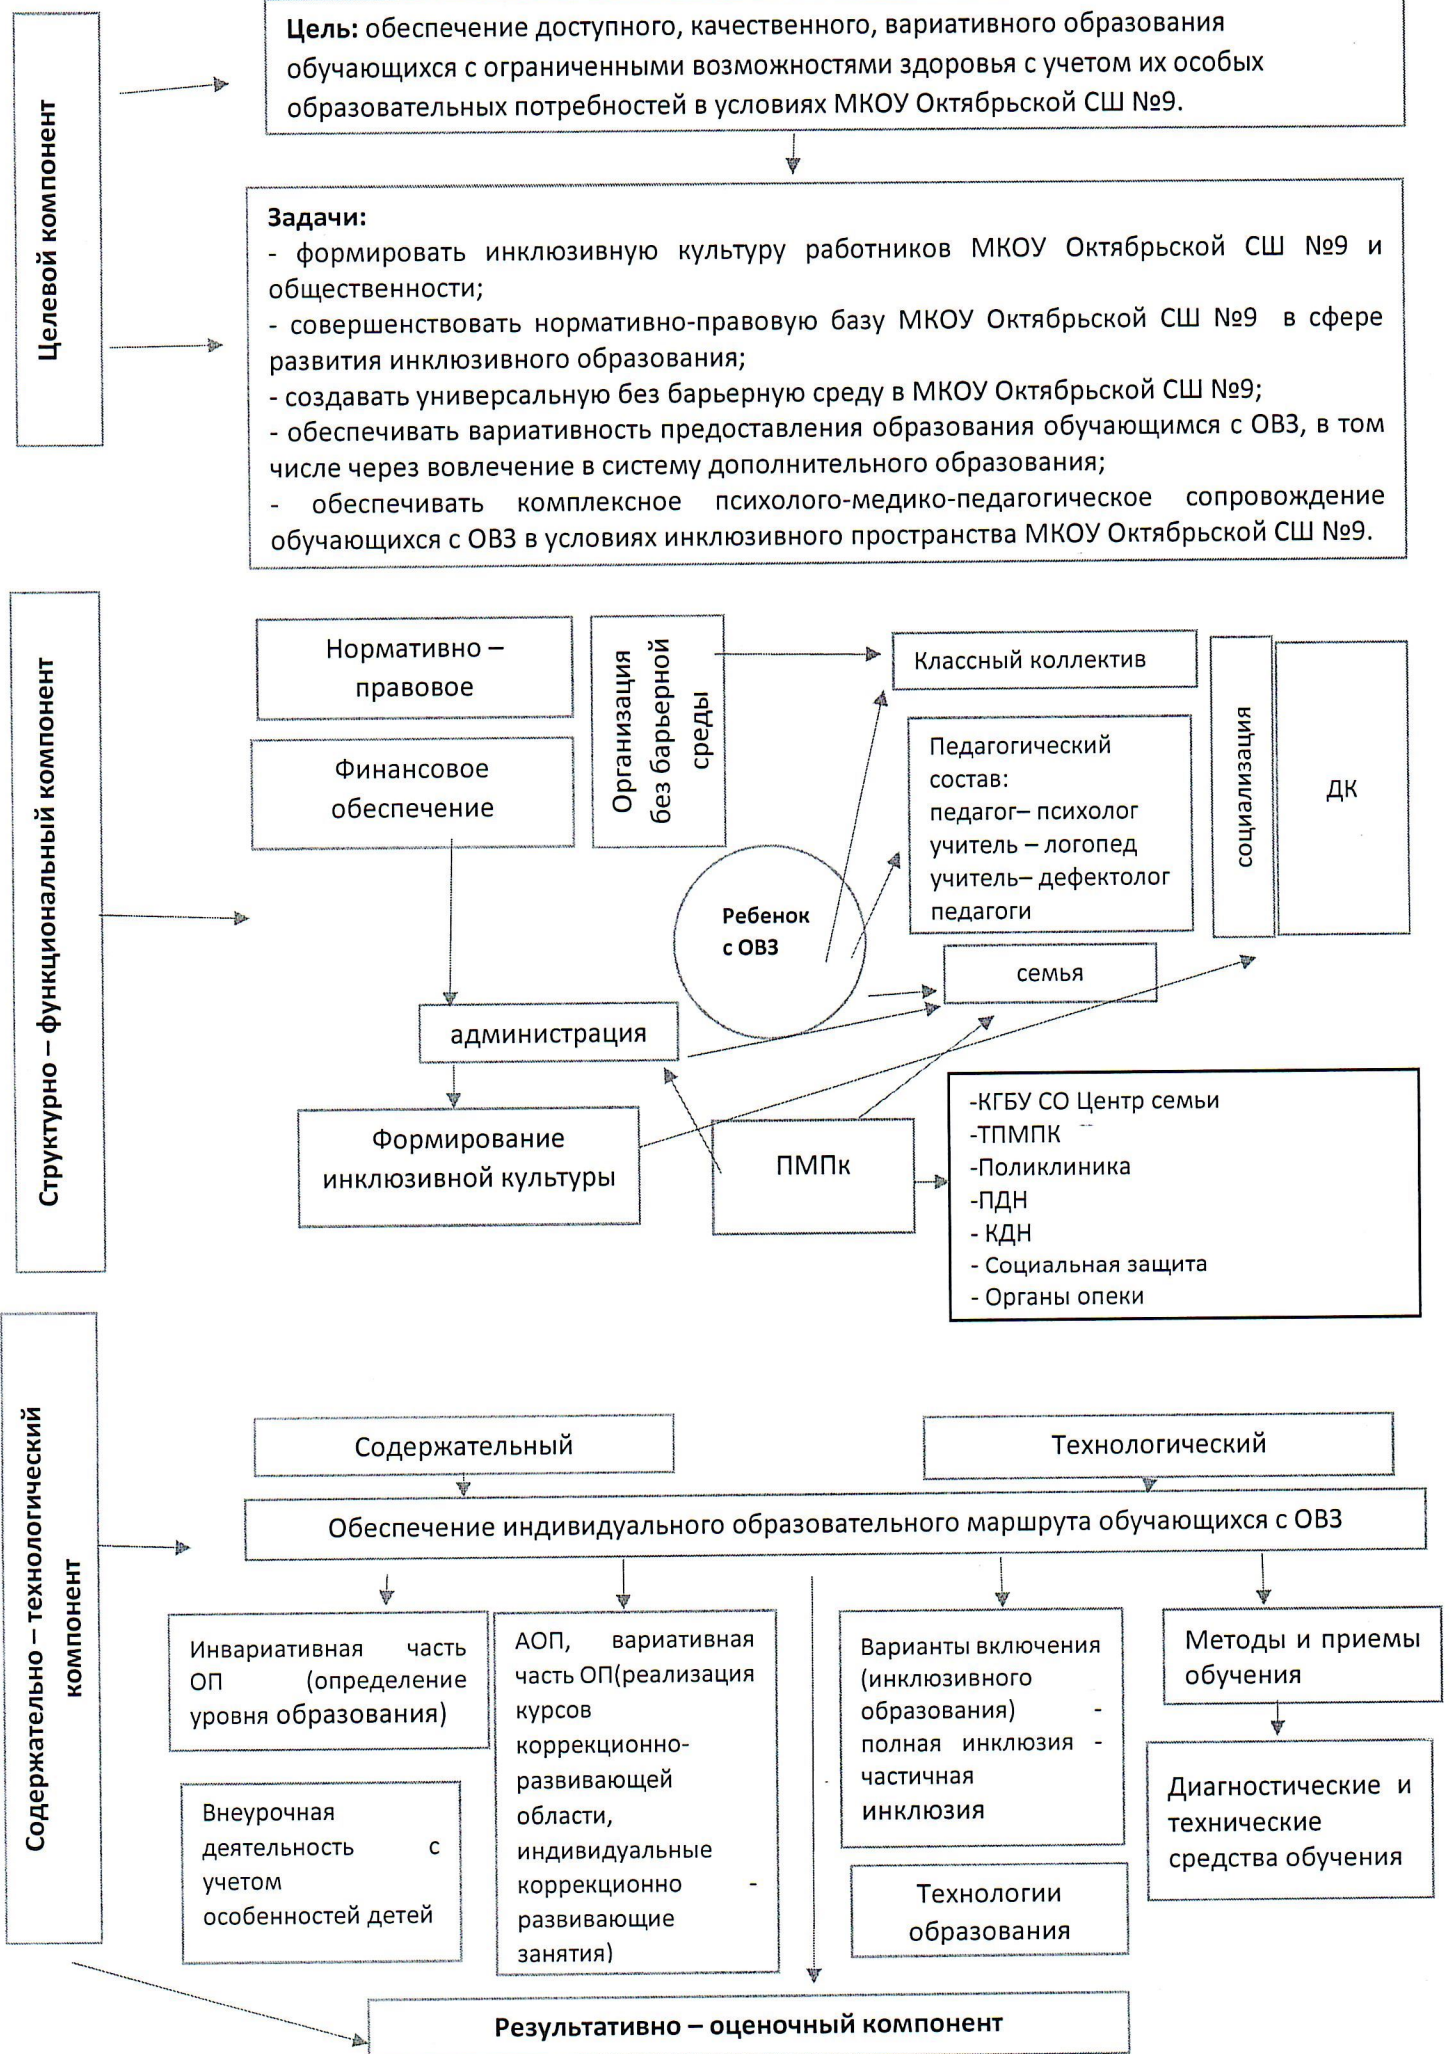 Целевой компонент
Цель: обеспечение доступного, качественного, вариативного образования
обучающихся с ограниченными возможностями здоровья с учетом их особых
образовательных потребностей в условиях МКОУ Октябрьской СШ №9.
Задачи:
- формировать инклюзивную культуру работников МКОУ Октябрьской СШ №9 и
общественности;
- совершенствовать нормативно-правовую базу МКОУ Октябрьской СШ №9 в сфере
развития инклюзивного образования;
- создавать универсальную без барьерную среду в МКОУ Октябрьской СШ №9;
- обеспечивать вариативность предоставления образования обучающимся с ОВЗ, в том
числе через вовлечение в систему дополнительного образования;
- обеспечивать комплексное психолого-медико-педагогическое сопровождение
обучающихся с ОВЗ в условиях инклюзивного пространства МКОУ Октябрьской СШ №9.
Структурно – функциональный компонент
Нормативно –
правовое
Финансовое
обеспечение
Организация
без барьерной
среды
Классный коллектив
Педагогический
состав:
педагог– психолог
учитель – логопед
учитель– дефектолог
педагоги
социализация
ДК
Ребенок
с ОВЗ
семья
администрация
Формирование
инклюзивной культуры
ПМПк
-КГБУ СО Центр семьи
-ТПМПК
-Поликлиника
-ПДН
- КДН
- Социальная защита
- Органы опеки
Содержательно – технологический
компонент
Содержательный
Технологический
Обеспечение индивидуального образовательного маршрута обучающихся с ОВЗ
Инвариативная часть
ОП (определение
уровня образования)
Внеурочная
деятельность с
учетом
особенностей детей
АОП, вариативная
часть ОП(реализация
курсов
коррекционно-
развивающей
области,
индивидуальные
коррекционно -
развивающие
занятия)
Варианты включения
(инклюзивного
образования) -
полная инклюзия -
частичная
инклюзия
Технологии
образования
Методы и приемы
обучения
Диагностические и
технические
средства обучения
Результативно – оценочный компонент